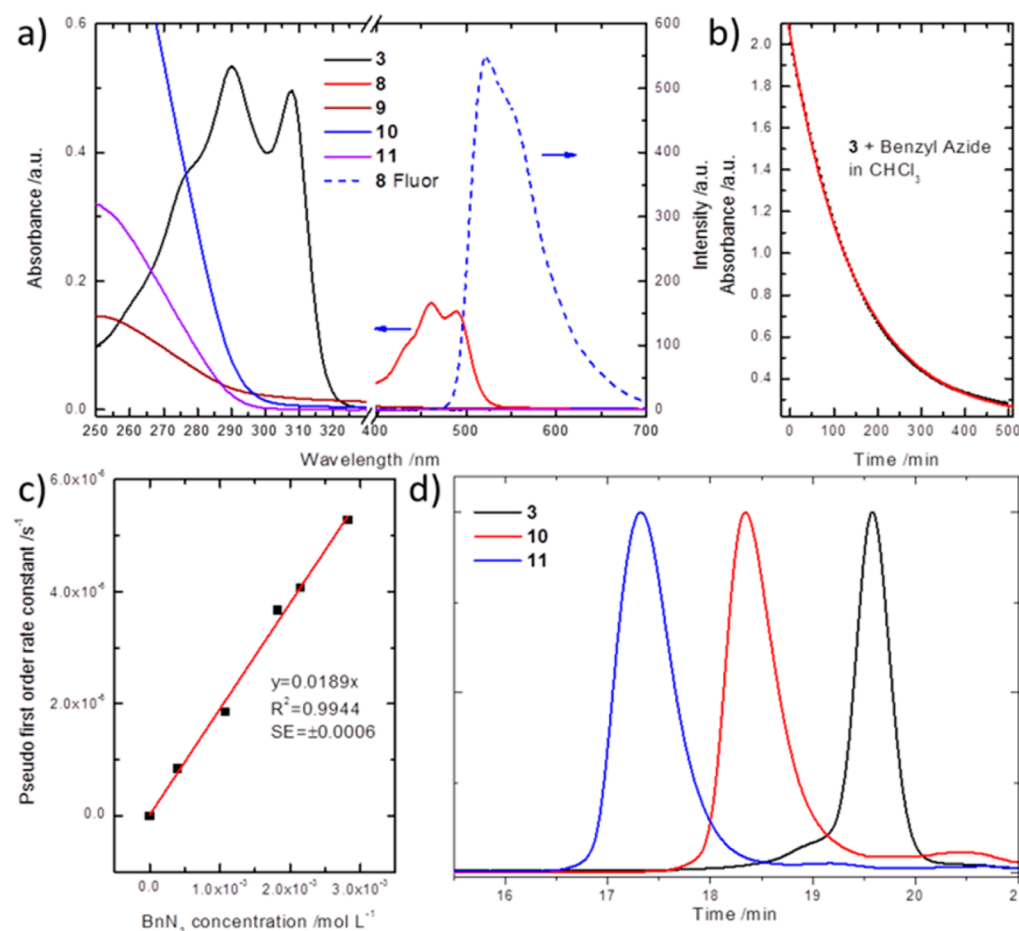 a)
0.6
0.4
0.2
0.0
Absorbance /a.u.
3
8
9
10
11
8 Fluor
600
500
400
300
200
100
0
Intensity /a.u.
250 260 270 280 290 300 310 320 400 500 600 700
Wavelength /nm
b)
2.0
1.8
1.6
1.4
1.2
1.0
0.8
0.6
0.4
Absorbance /a.u.
3 + Benzyl Azide
in CHCl₃
0 100 200 300 400 500
Time /min
c)
6.0x10⁻⁶
4.0x10⁻⁶
2.0x10⁻⁶
0.0
Pseudo first order rate constant /s⁻¹
y=0.0189x
R²=0.9944
SE=±0.0006
0.0 1.0x10⁻³ 2.0x10⁻³ 3.0x10⁻³
BnN₃ concentration /mol L⁻¹
d)
3
10
11
16 17 18 19 20 2
Time /min